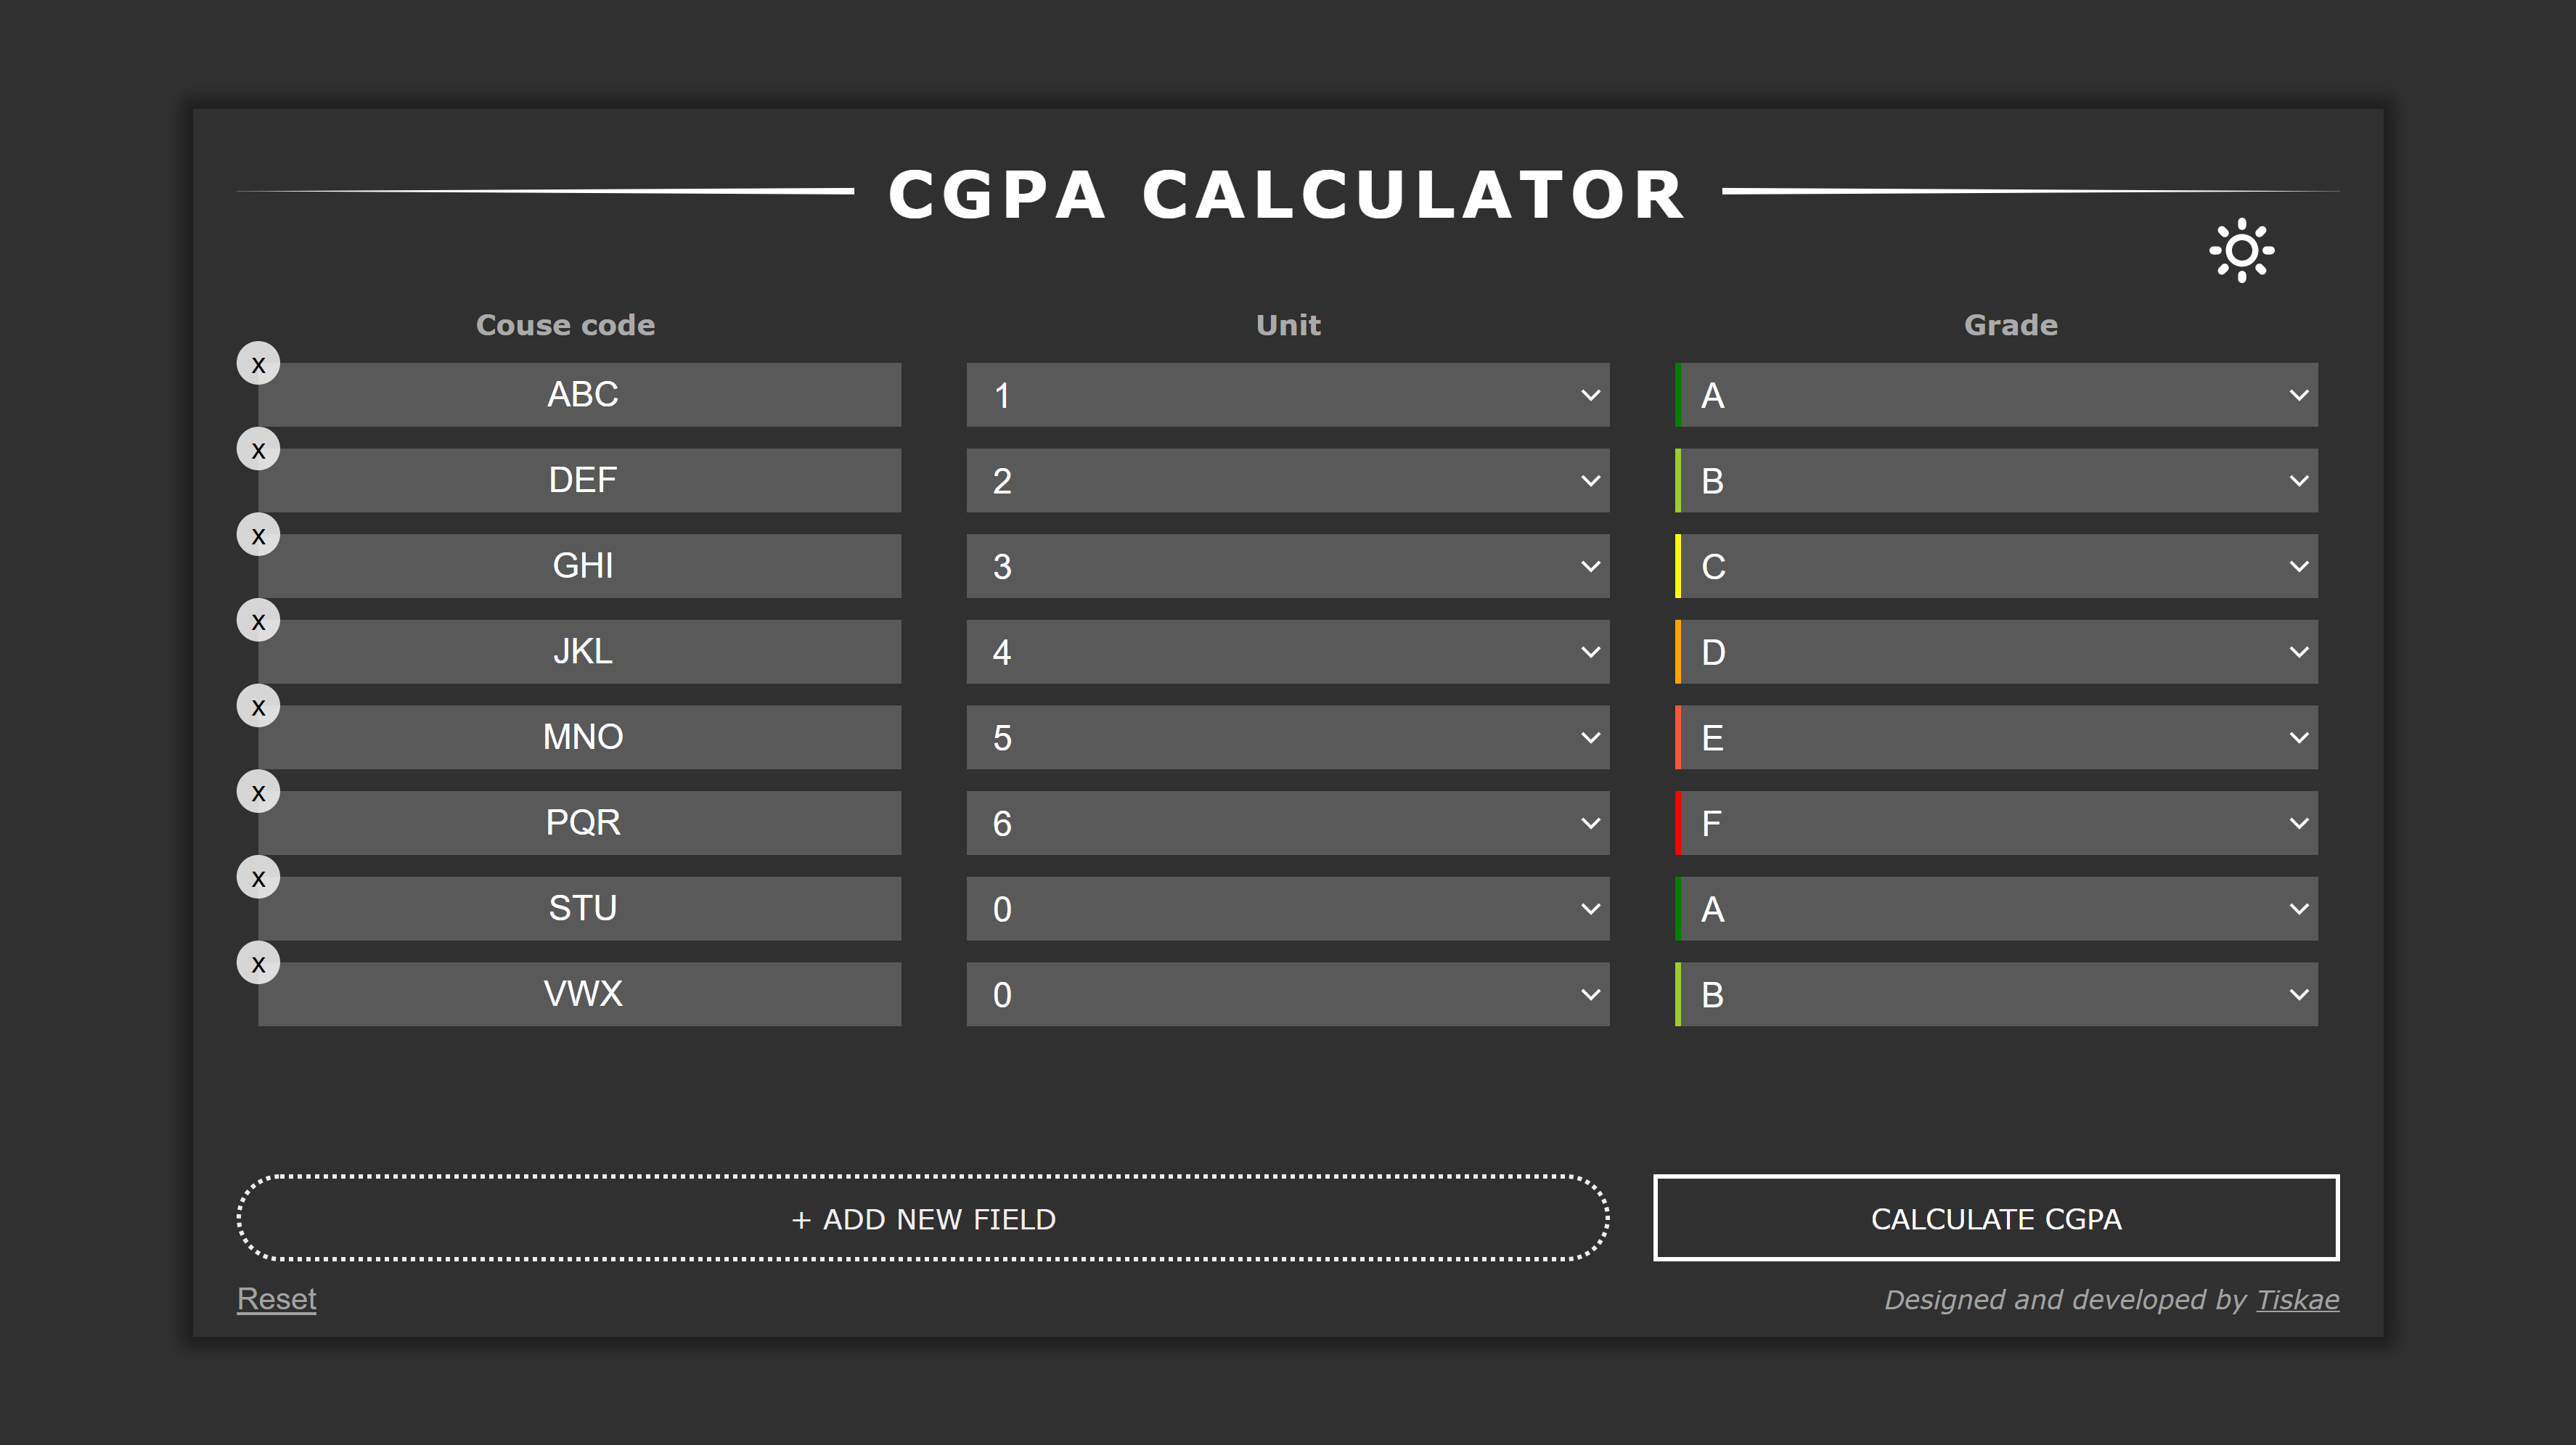 CGPA CALCULATOR
Couse code Unit Grade
x
ABC 1 A
x
DEF 2 B
x
GHI 3 C
x
JKL 4 D
x
MNO 5 E
x
PQR 6 F
x
STU 0 A
x
VWX 0 B
+ ADD NEW FIELD CALCULATE CGPA
Reset Designed and developed by Tiskae